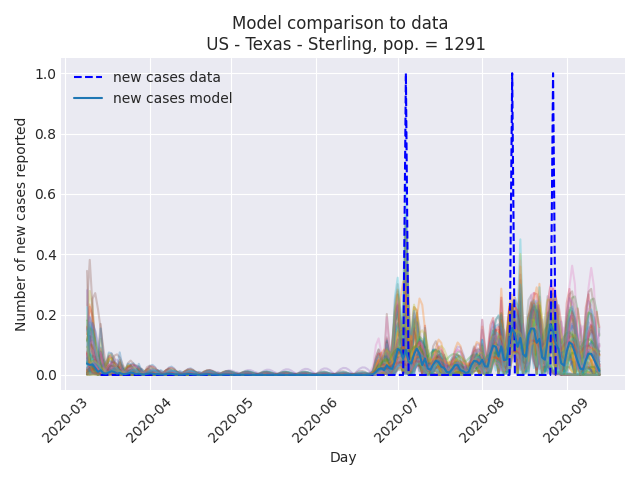 Model comparison to data
US - Texas - Sterling, pop. = 1291
new cases data
new cases model
1.0
0.8
0.6
0.4
0.2
0.0
Number of new cases reported
2020-03
2020-04
2020-05
2020-06
2020-07
2020-08
2020-09
Day